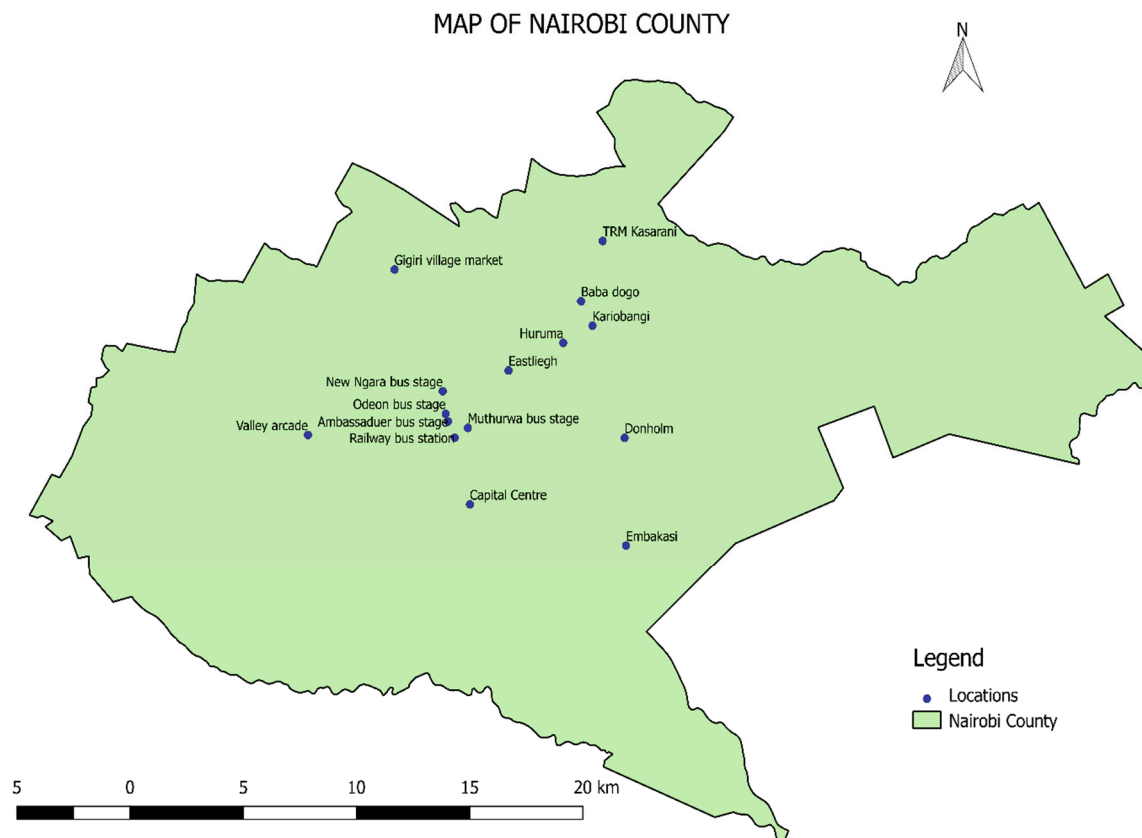 MAP OF NAIROBI COUNTY
N
TRM Kasarani
Gigiri village market
Baba dogo
Kariobangi
Huruma
Eastliegh
New Ngara bus stage
Odeon bus stage
Ambassaduer bus stage
Muthurwa bus stage
Valley arcade
Railway bus station
Donholm
Capital Centre
Embakasi
Legend
Locations
Nairobi County
5 0 5 10 15 20 km